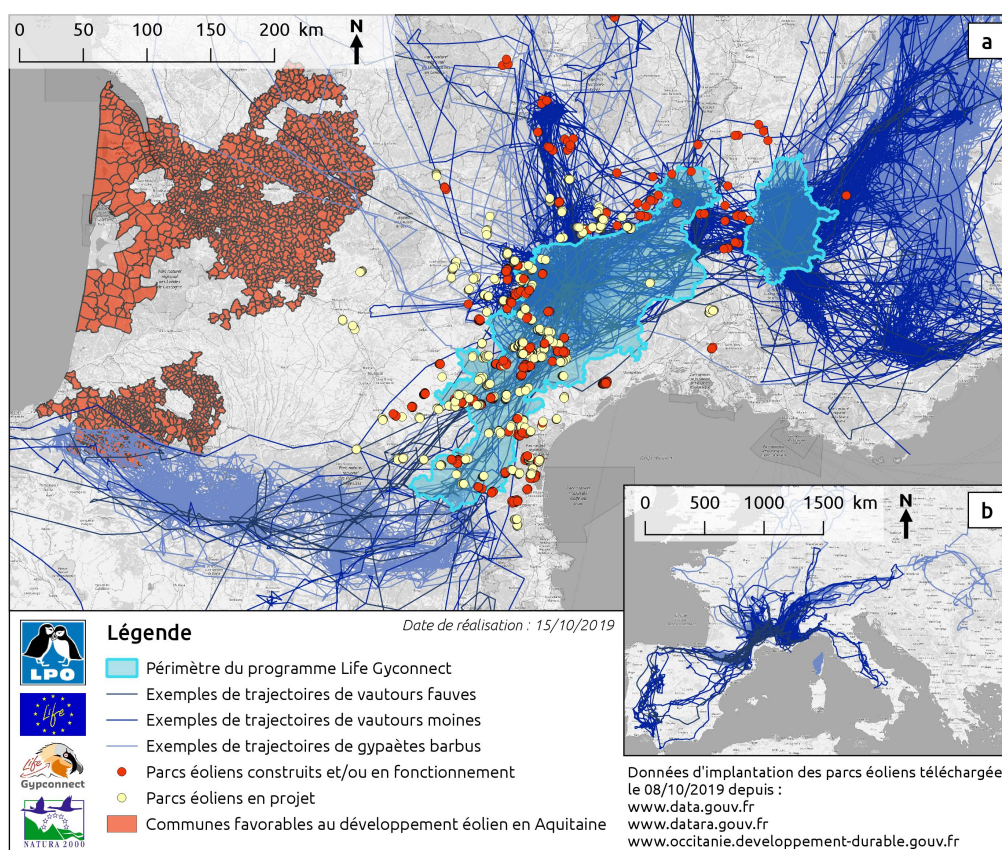 0 50 100 150 200 km
N
a
0 500 1000 1500 km
N
b
Légende
Date de réalisation : 15/10/2019
LPO
Life
Life
Gypconnect
NATURA 2000
Périmètre du programme Life Gyconnect
Exemples de trajectoires de vautours fauves
Exemples de trajectoires de vautours moines
Exemples de trajectoires de gypaètes barbus
Parcs éoliens construits et/ou en fonctionnement
Parcs éoliens en projet
Communes favorables au développement éolien en Aquitaine
Données d'implantation des parcs éoliens téléchargée
le 08/10/2019 depuis :
www.data.gouv.fr
www.datara.gouv.fr
www.occitanie.developpement-durable.gouv.fr